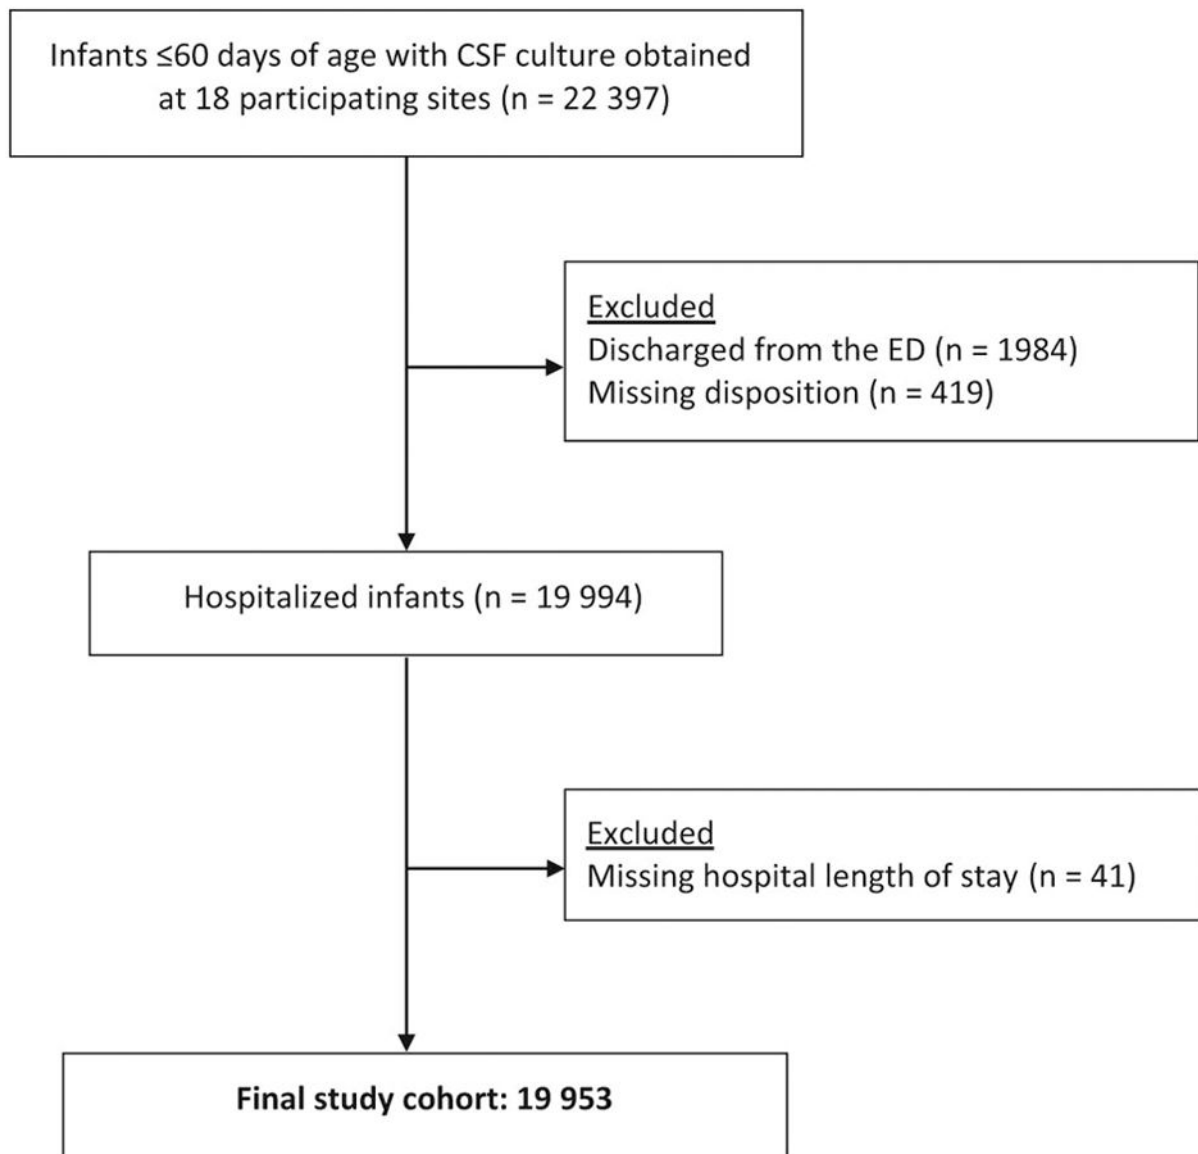 Infants ≤60 days of age with CSF culture obtained
at 18 participating sites (n = 22 397)
Excluded
Discharged from the ED (n = 1984)
Missing disposition (n = 419)
Hospitalized infants (n = 19 994)
Excluded
Missing hospital length of stay (n = 41)
Final study cohort: 19 953